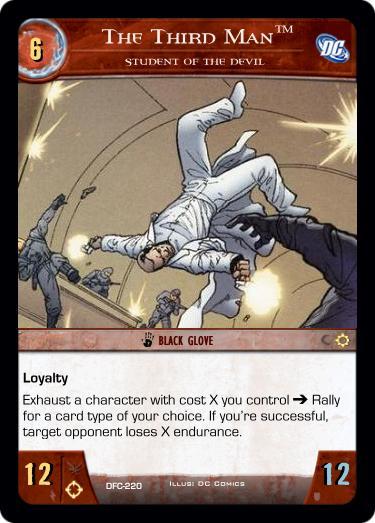 6
The Third Man™
Student of the Devil
DC
Black Glove
Loyalty
Exhaust a character with cost X you control ➔ Rally
for a card type of your choice. If you're successful,
target opponent loses X endurance.
12
DFC-220
Illus: DC Comics
12